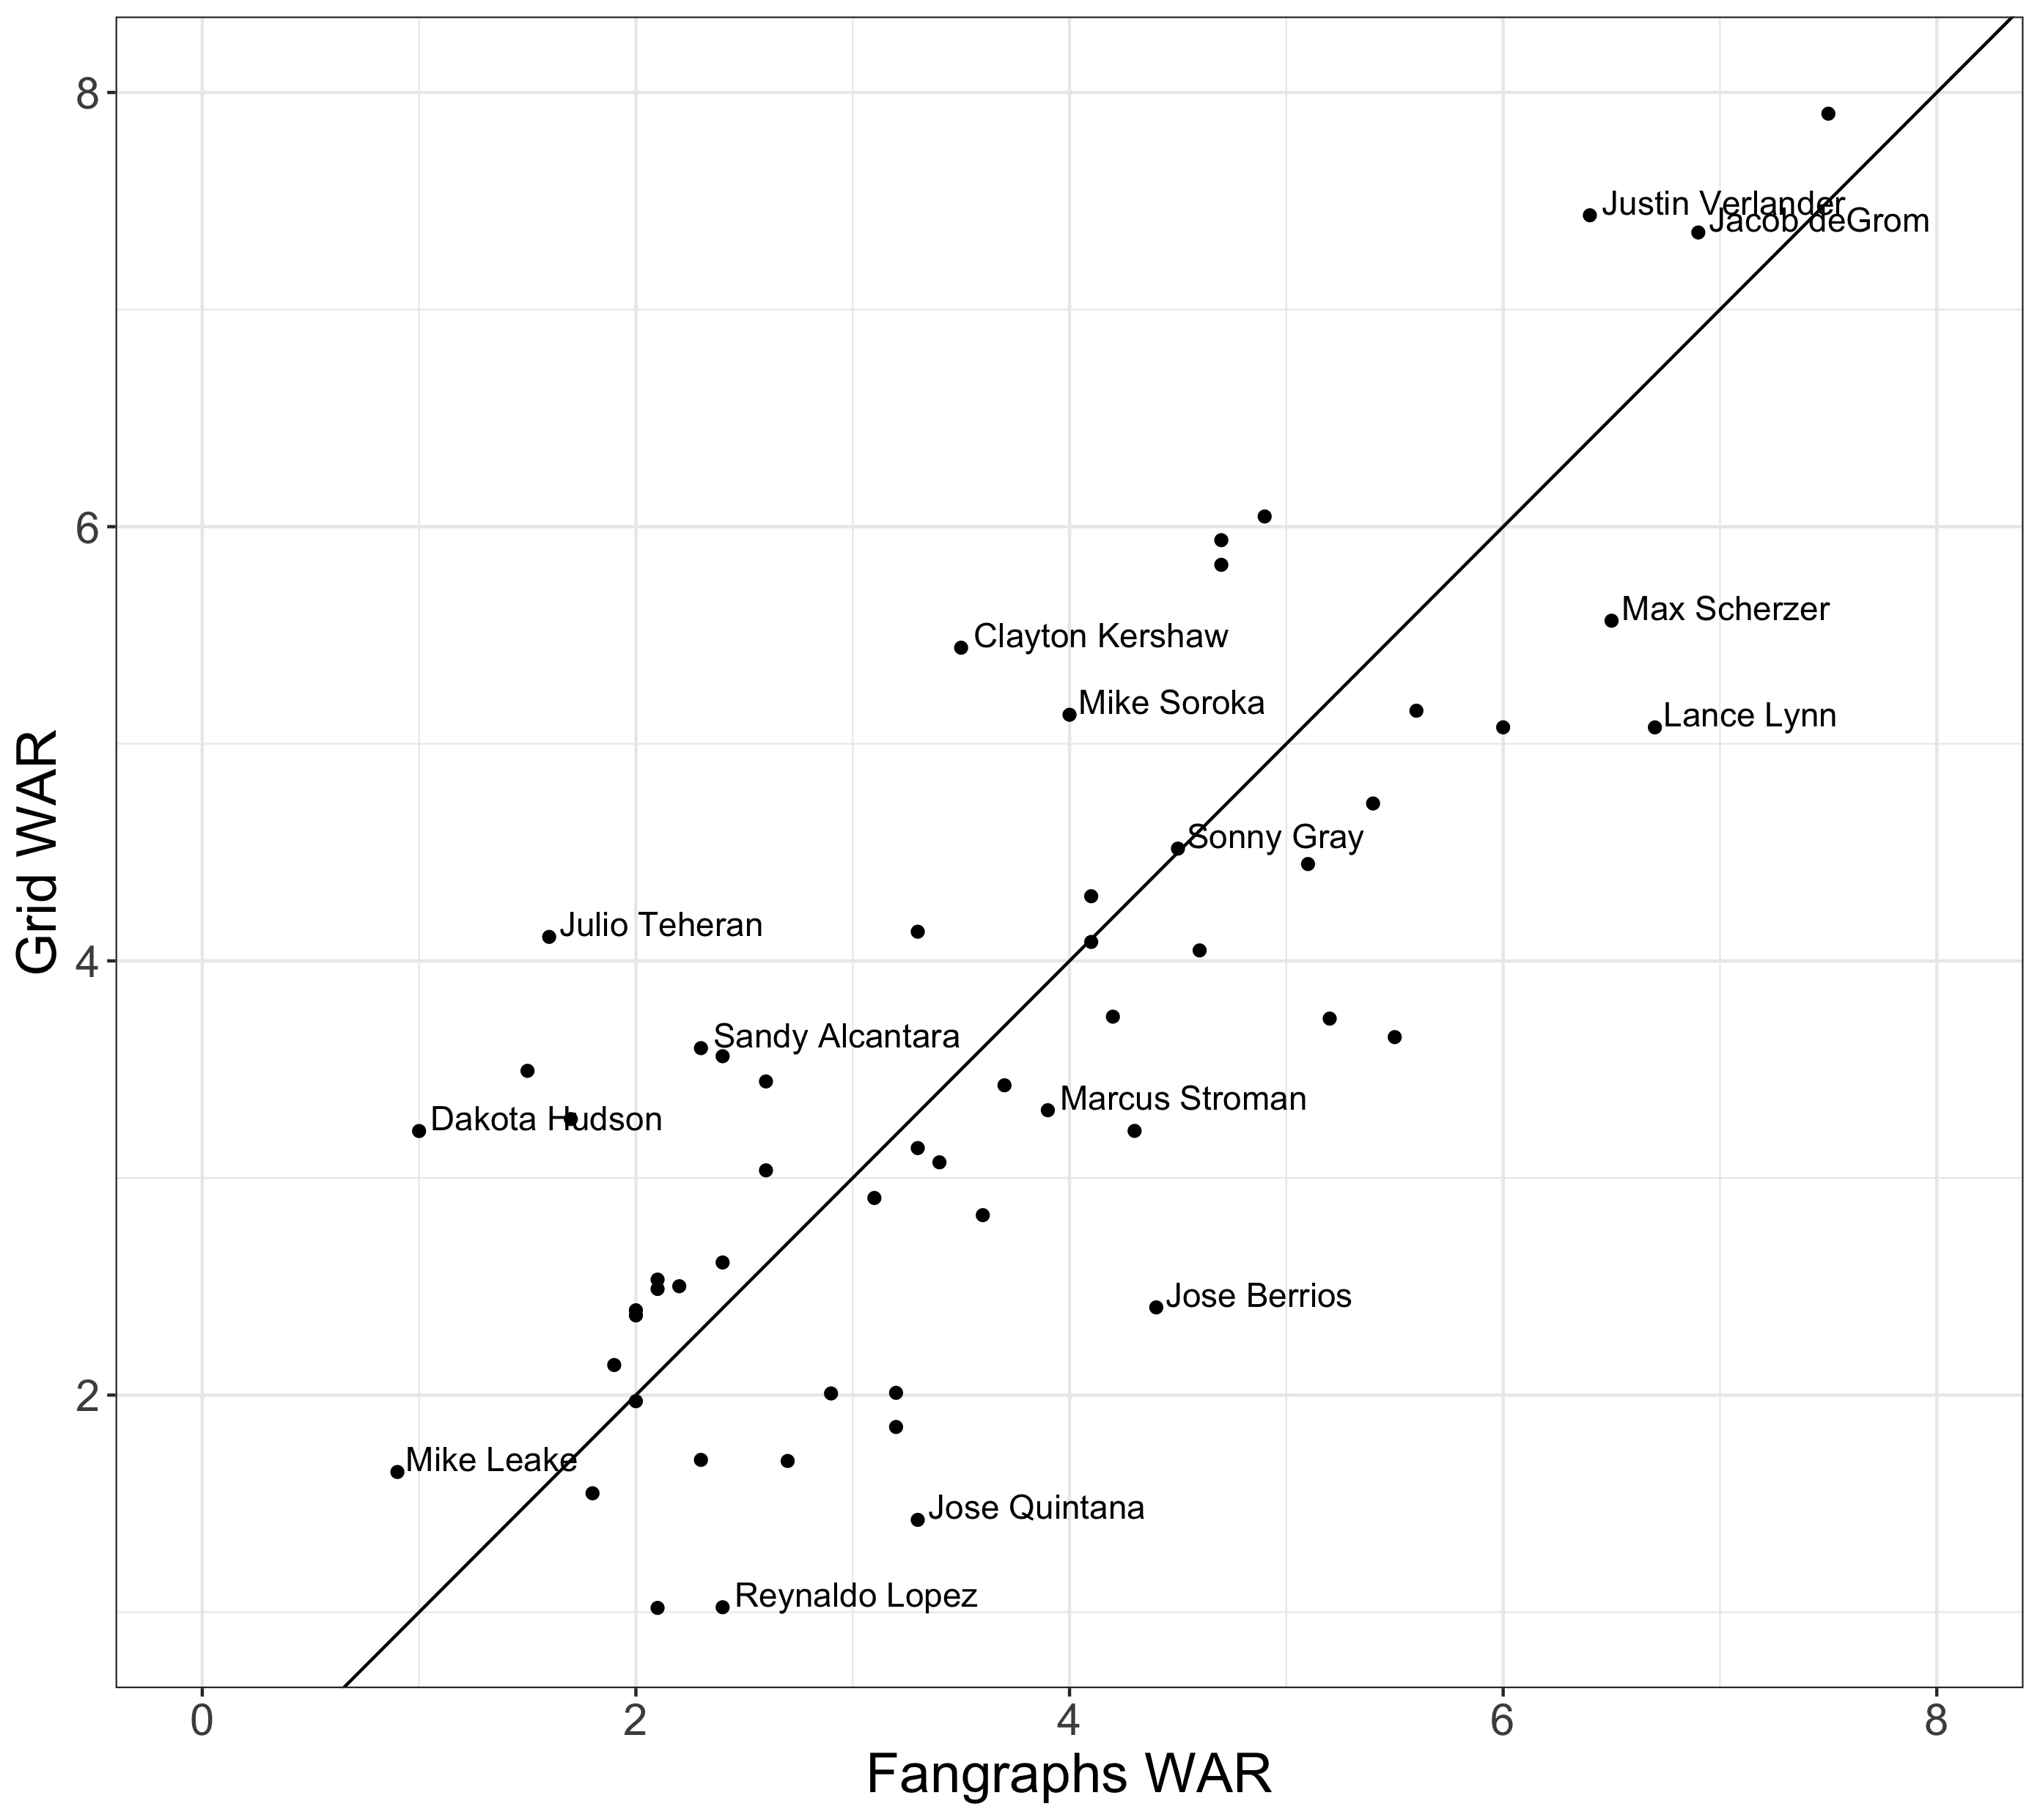 8
Justin Verlander
Jacob deGrom
6
Max Scherzer
Clayton Kershaw
Mike Soroka
Lance Lynn
Sonny Gray
Grid WAR
Julio Teheran
4
Sandy Alcantara
Marcus Stroman
Dakota Hudson
Jose Berrios
2
Mike Leake
Jose Quintana
Reynaldo Lopez
0 2 4 6 8
Fangraphs WAR